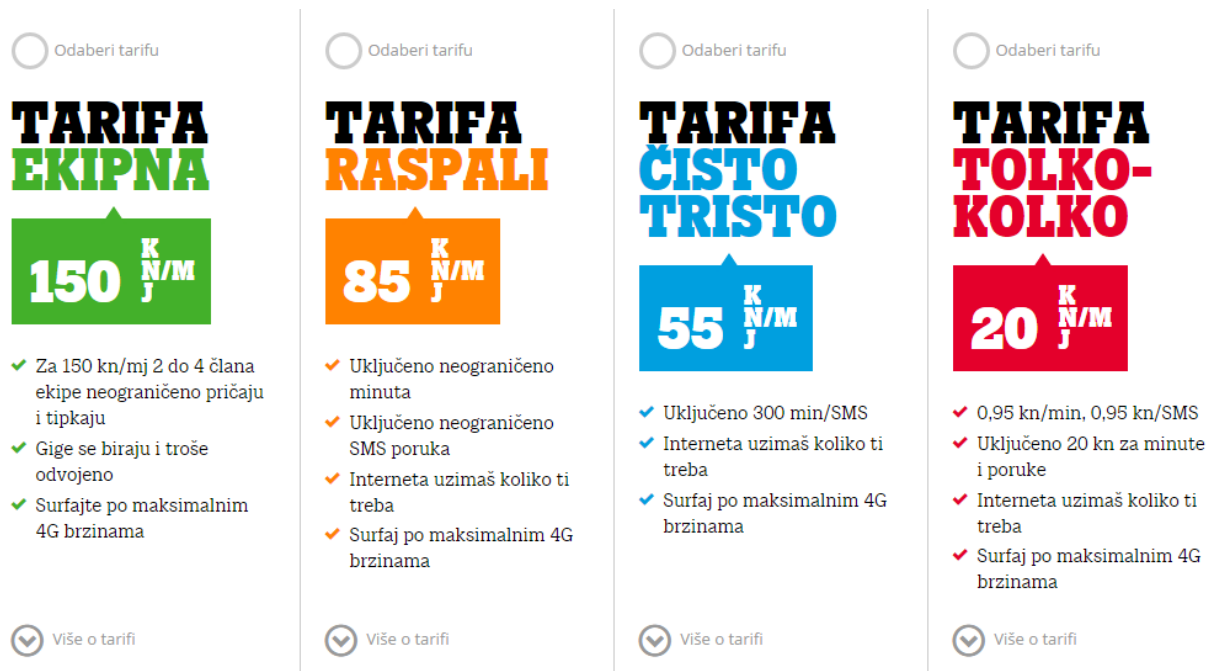 Odaberi tarifu
TARIFA
EKIPNA
150 KN/MJ
Za 150 kn/mj 2 do 4 člana
ekipe neograničeno pričaju
i tipkaju
Gige se biraju i troše
odvojeno
Surfajte po maksimalnim
4G brzinama
Više o tarifi
Odaberi tarifu
TARIFA
RASPALI
85 KN/MJ
Uključeno neograničeno
minuta
Uključeno neograničeno
SMS poruka
Interneta uzimaš koliko ti
treba
Surfaj po maksimalnim 4G
brzinama
Više o tarifi
Odaberi tarifu
TARIFA
ČISTO
TRISTO
55 KN/MJ
Uključeno 300 min/SMS
Interneta uzimaš koliko ti
treba
Surfaj po maksimalnim 4G
brzinama
Više o tarifi
Odaberi tarifu
TARIFA
TOLKO-
KOLKO
20 KN/MJ
0,95 kn/min, 0,95 kn/SMS
Uključeno 20 kn za minute
i poruke
Interneta uzimaš koliko ti
treba
Surfaj po maksimalnim 4G
brzinama
Više o tarifi